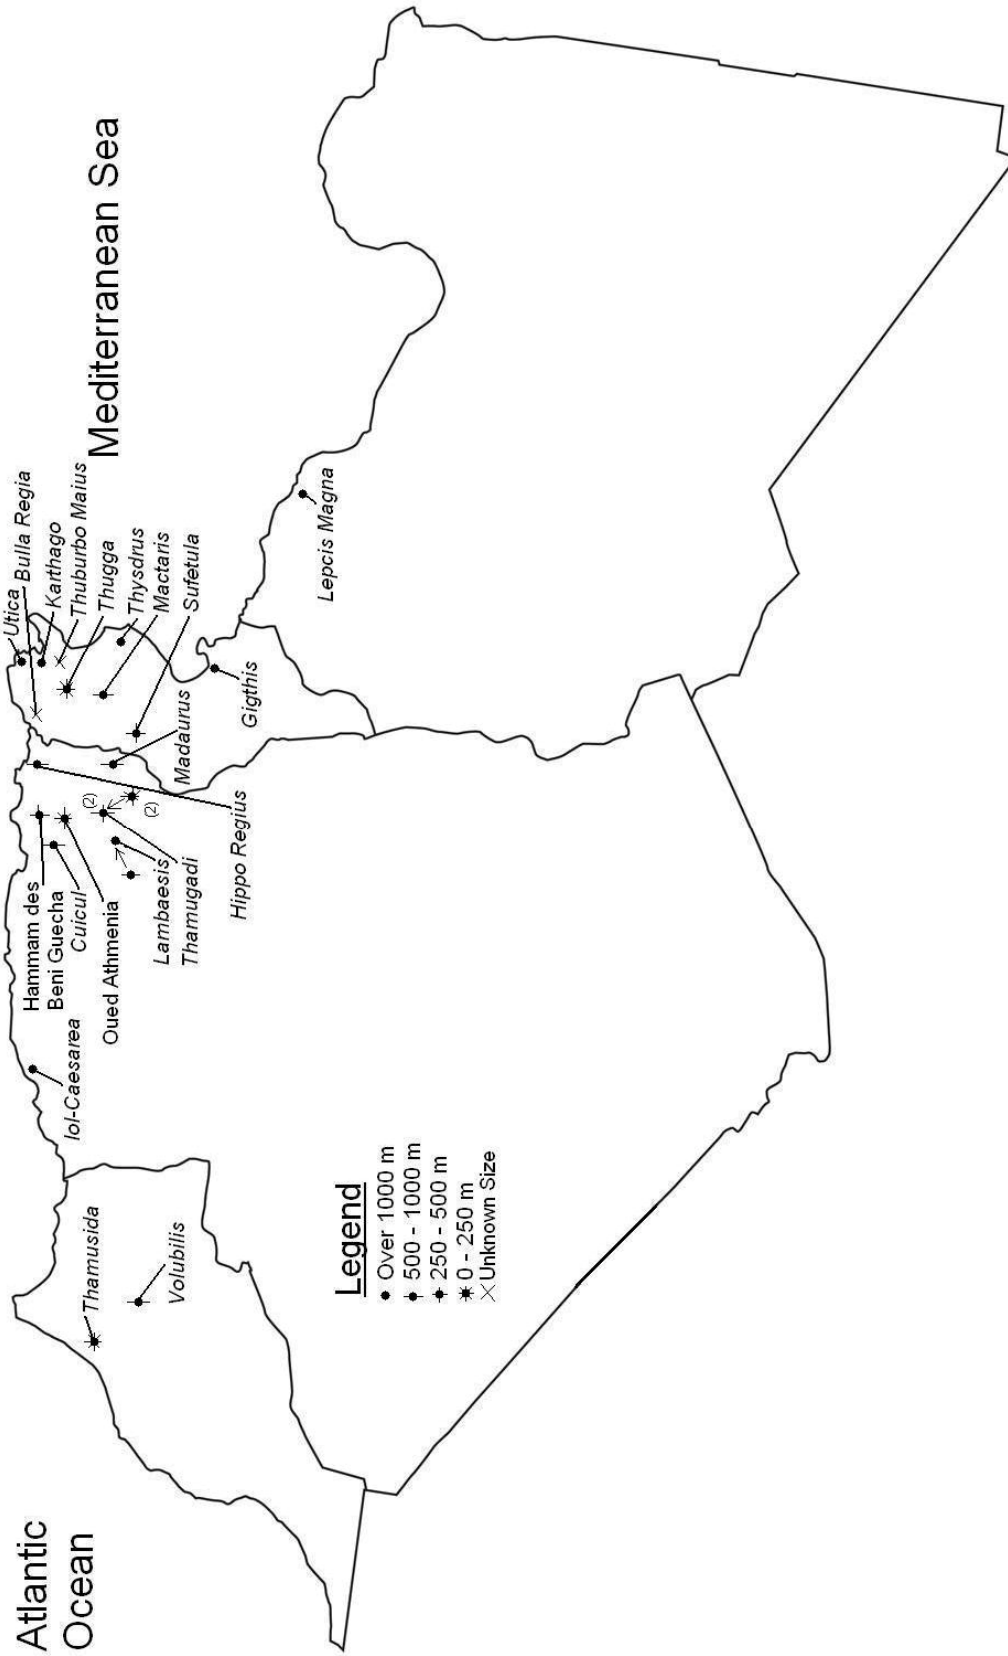 Atlantic
Ocean
Mediterranean Sea
Utica
Bulla Regia
Karthago
Thuburbo Maius
Thugga
Thysdrus
Mactaris
Sufetula
Lepcis Magna
Gigthis
Madaurus
(2)
(2)
Hippo Regius
Hammam des
Beni Guecha
Cuicul
Oued Athmenia
Lambaesis
Thamugadi
Iol-Caesarea
Thamusida
Volubilis
Legend
Over 1000 m
500 - 1000 m
250 - 500 m
0 - 250 m
Unknown Size